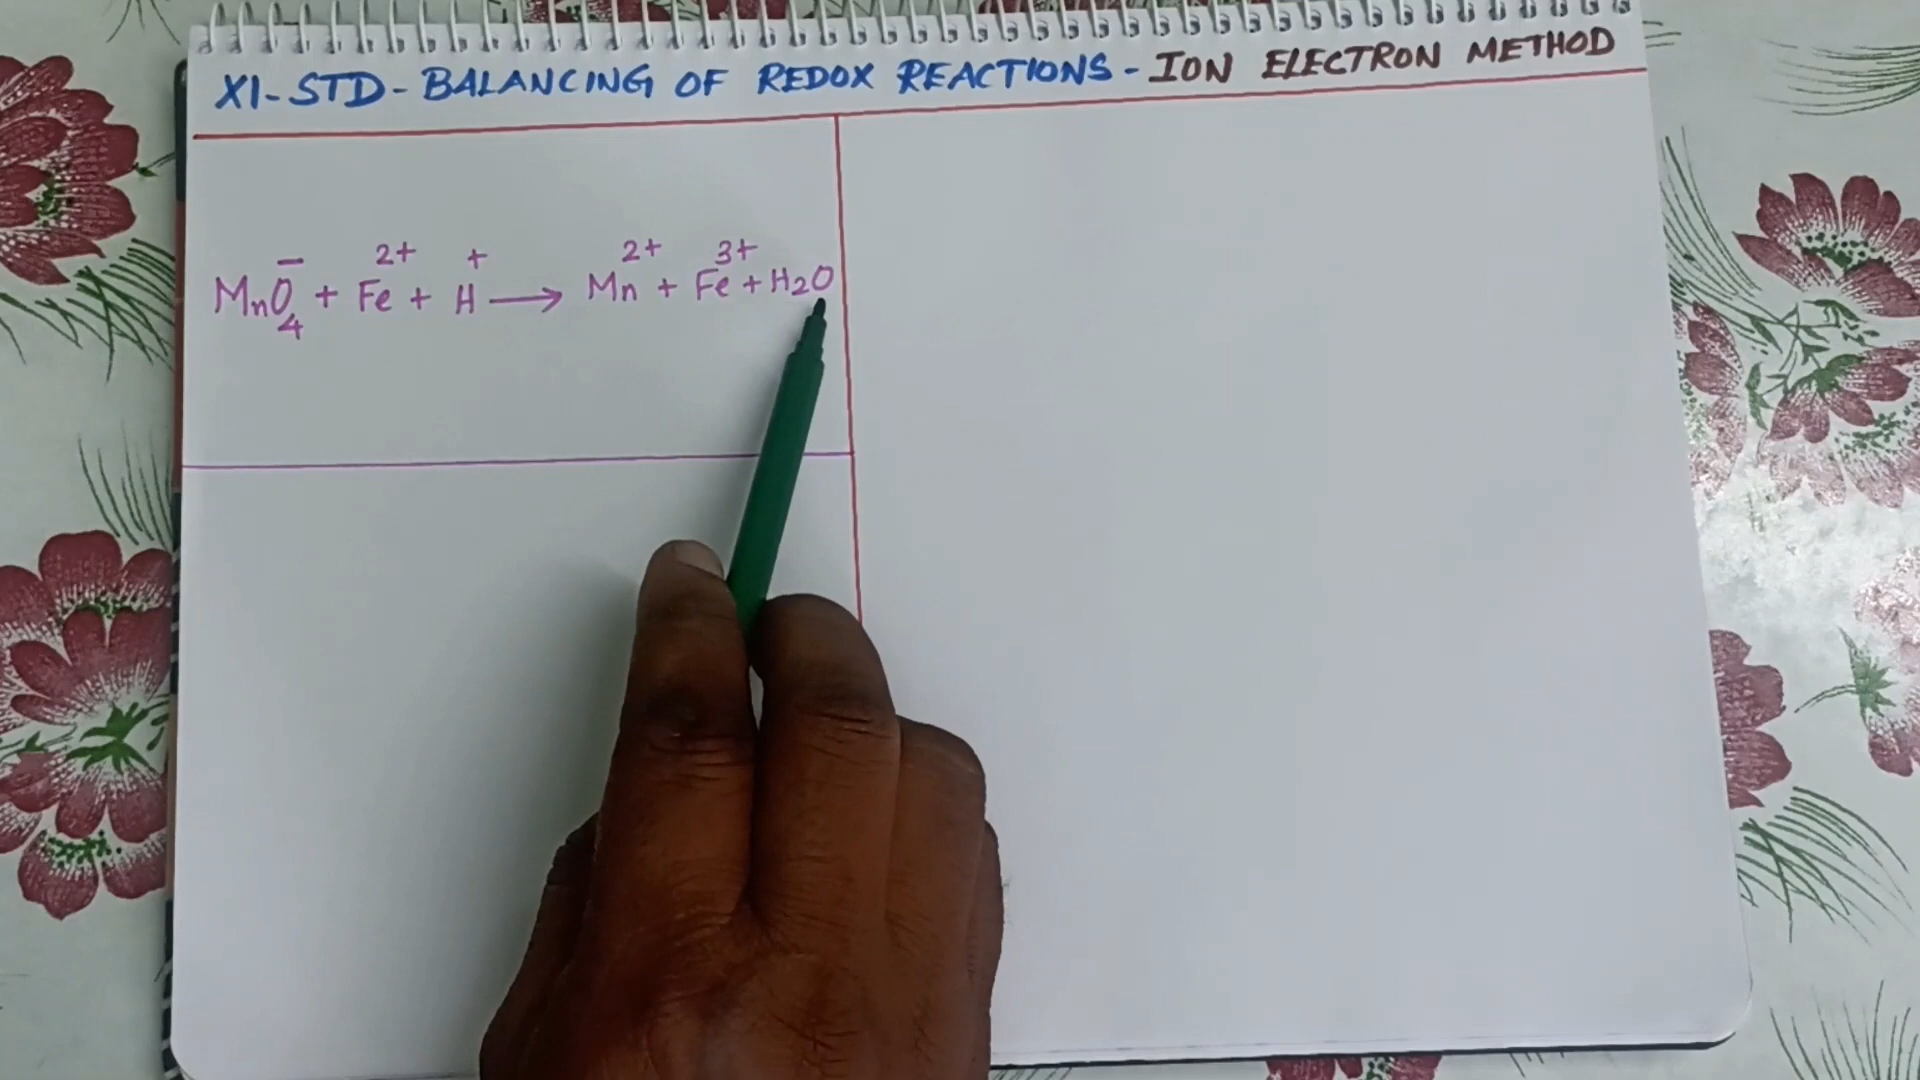 XI-STD-BALANCING OF REDOX REACTIONS-ION ELECTRON METHOD
MnO₄⁻ + Fe²⁺ + H⁺ ⟶ Mn²⁺ + Fe³⁺ + H₂O